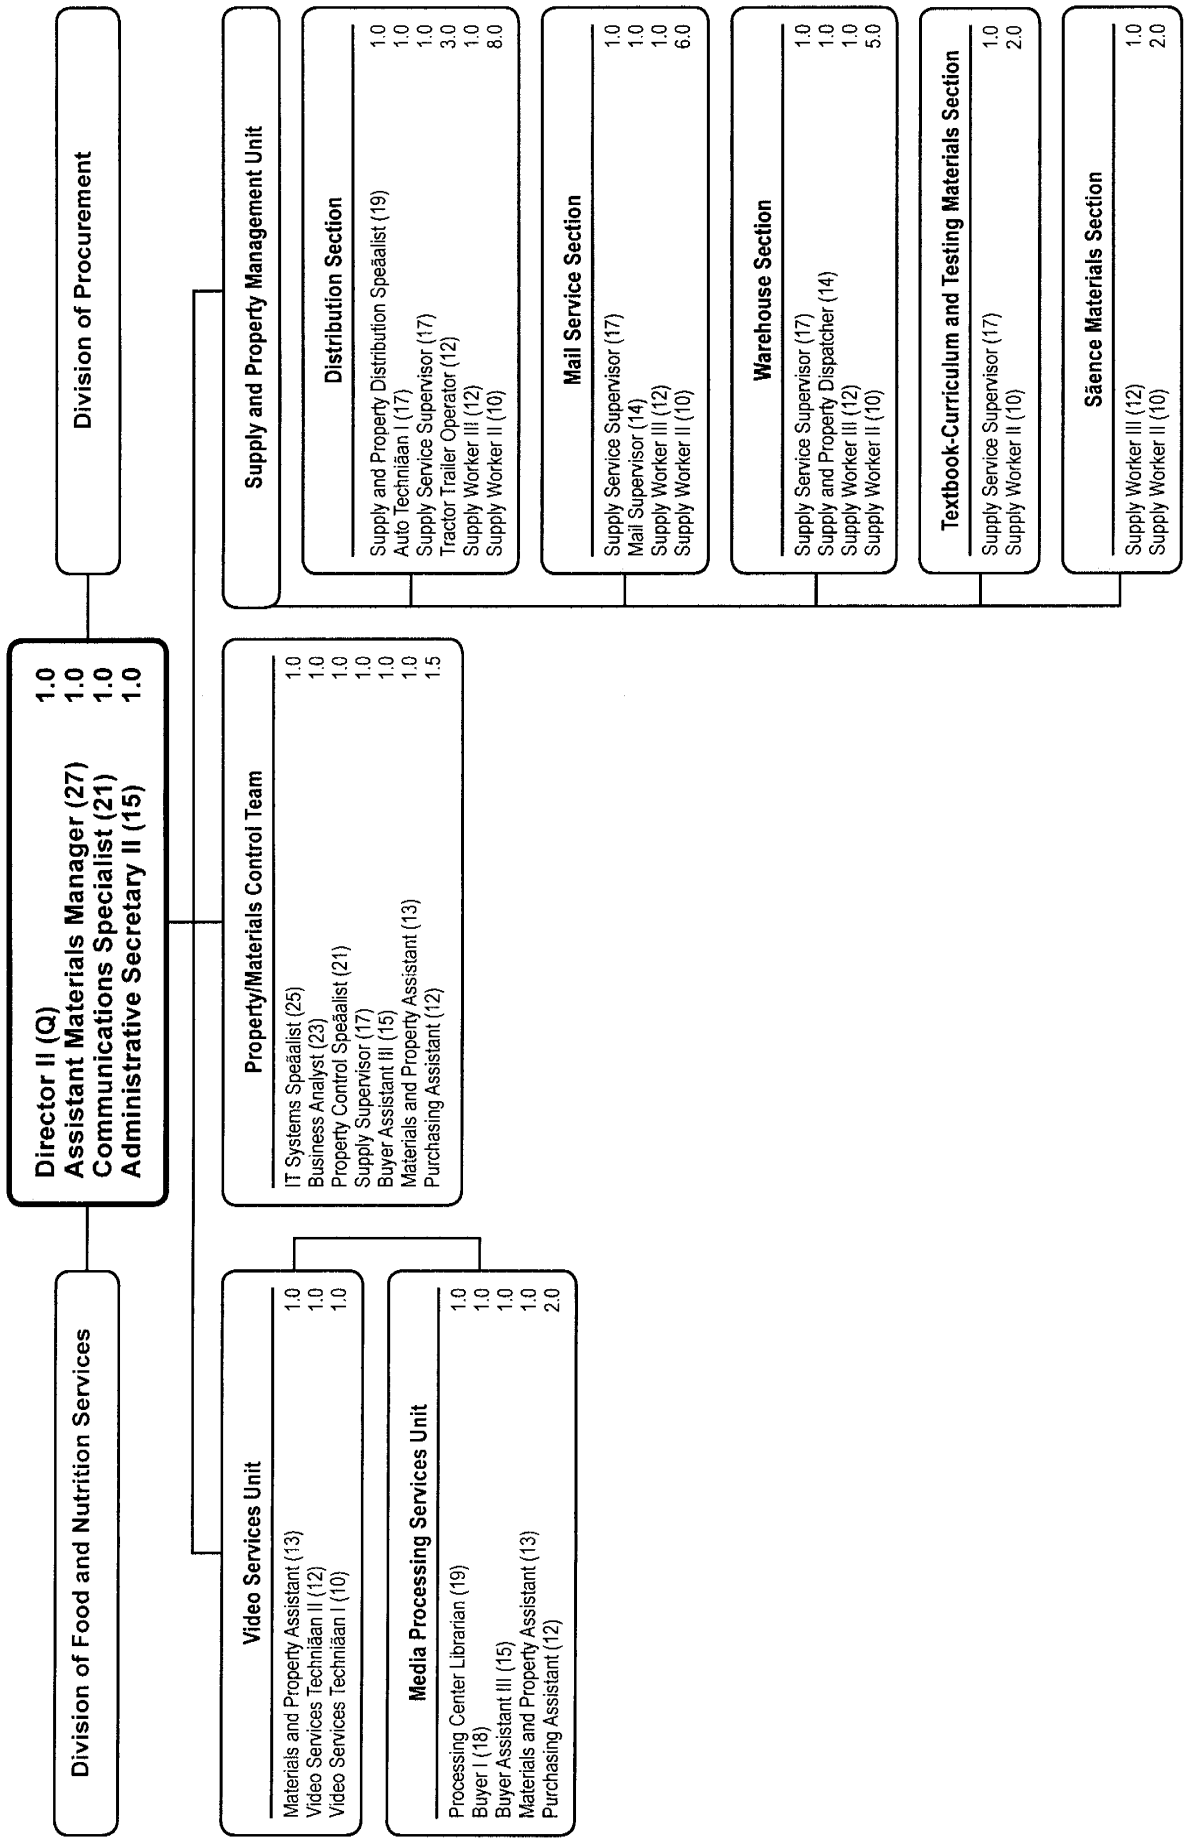 Director II (Q) 1.0
Assistant Materials Manager (27) 1.0
Communications Specialist (21) 1.0
Administrative Secretary II (15) 1.0
Division of Food and Nutrition Services
Division of Procurement
Video Services Unit
Materials and Property Assistant (13) 1.0
Video Services Techniãan II (12) 1.0
Video Services Techniãan I (10) 1.0
Media Processing Services Unit
Processing Center Librarian (19) 1.0
Buyer I (18) 1.0
Buyer Assistant III (15) 1.0
Materials and Property Assistant (13) 1.0
Purchasing Assistant (12) 2.0
Property/Materials Control Team
IT Systems Speãalist (25) 1.0
Business Analyst (23) 1.0
Property Control Speãalist (21) 1.0
Supply Supervisor (17) 1.0
Buyer Assistant III (15) 1.0
Materials and Property Assistant (13) 1.0
Purchasing Assistant (12) 1.5
Supply and Property Management Unit
Distribution Section
Supply and Property Distribution Speãalist (19) 1.0
Auto Techniãan I (17) 1.0
Supply Service Supervisor (17) 1.0
Tractor Trailer Operator (12) 3.0
Supply Worker III (12) 1.0
Supply Worker II (10) 8.0
Mail Service Section
Supply Service Supervisor (17) 1.0
Mail Supervisor (14) 1.0
Supply Worker III (12) 1.0
Supply Worker II (10) 6.0
Warehouse Section
Supply Service Supervisor (17) 1.0
Supply and Property Dispatcher (14) 1.0
Supply Worker III (12) 1.0
Supply Worker II (10) 5.0
Textbook-Curriculum and Testing Materials Section
Supply Service Supervisor (17) 1.0
Supply Worker II (10) 2.0
Sãence Materials Section
Supply Worker III (12) 1.0
Supply Worker II (10) 2.0